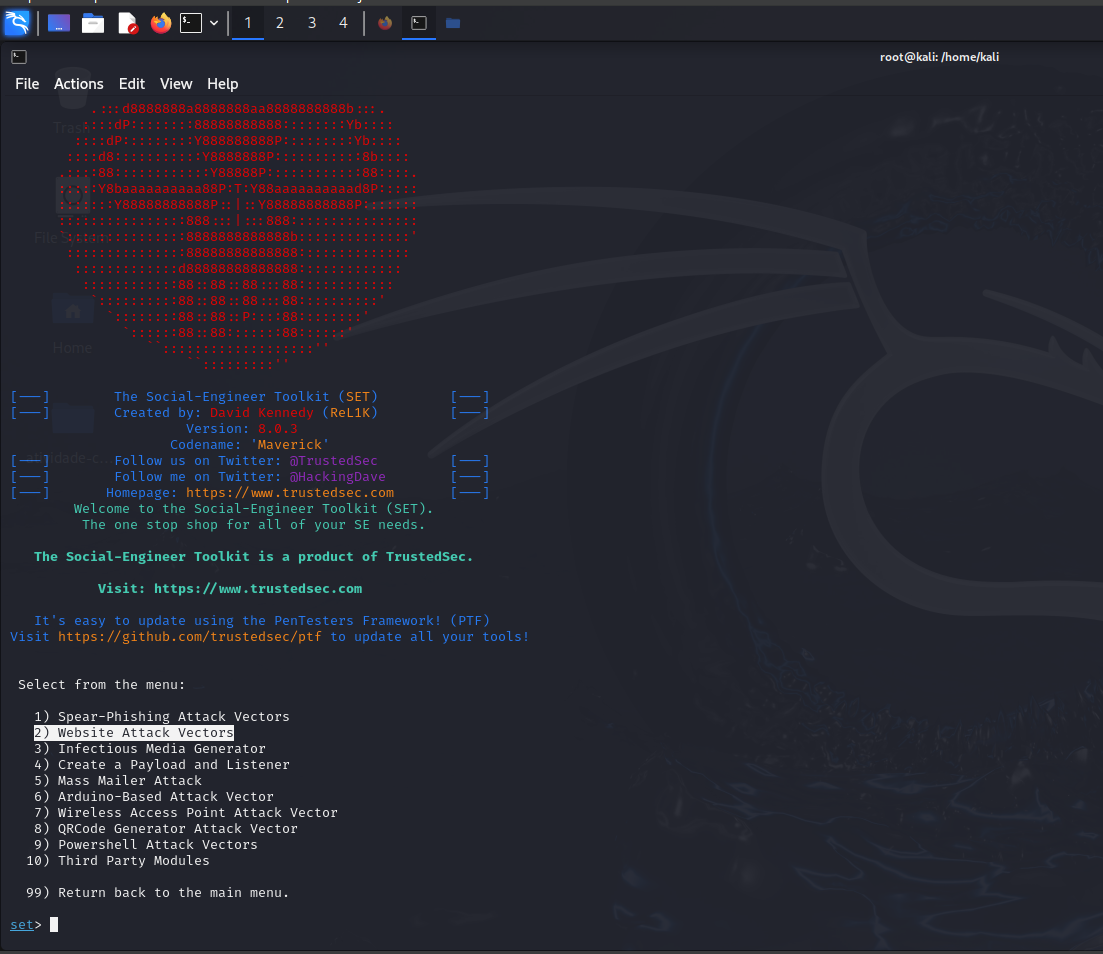 1 2 3 4
root@kali: /home/kali
File Actions Edit View Help
.:::d8888888a8888888aa8888888888b:::.
::::dP::::::::88888888888::::::::Yb::::
::::dP::::::::Y888888888P::::::::Yb::::
::::d8:::::::::::Y8888888P:::::::::::8b::::
.::::88::::::::::::Y88888P::::::::::::88::::.
:::::Y8baaaaaaaaaa88P:T:Y88aaaaaaaaaad8P:::::
:::::::Y88888888888P::|::Y88888888888P:::::::
::::::::::::::::888:::|:::888::::::::::::::::
`:::::::::::::::8888888888888b::::::::::::::'
:::::::::::::::88888888888888::::::::::::::
:::::::::::::d88888888888888:::::::::::::
::::::::::::88::88::88:::88::::::::::::
`::::::::::88::88::88:::88::::::::::'
`::::::::88::88::P::::88::::::::'
`::::::88::88:::::::88::::::'
``:::::::::::::::::::''
``:::::::::''
Trash
File System
Home
[---] The Social-Engineer Toolkit (SET) [---]
[---] Created by: David Kennedy (ReL1K) [---]
Version: 8.0.3
Codename: 'Maverick'
[---] Follow us on Twitter: @TrustedSec [---]
[---] Follow me on Twitter: @HackingDave [---]
[---] Homepage: https://www.trustedsec.com [---]
Welcome to the Social-Engineer Toolkit (SET).
The one stop shop for all of your SE needs.
The Social-Engineer Toolkit is a product of TrustedSec.
Visit: https://www.trustedsec.com
It's easy to update using the PenTesters Framework! (PTF)
Visit https://github.com/trustedsec/ptf to update all your tools!
Select from the menu:
1) Spear-Phishing Attack Vectors
2) Website Attack Vectors
3) Infectious Media Generator
4) Create a Payload and Listener
5) Mass Mailer Attack
6) Arduino-Based Attack Vector
7) Wireless Access Point Attack Vector
8) QRCode Generator Attack Vector
9) Powershell Attack Vectors
10) Third Party Modules
99) Return back to the main menu.
set>